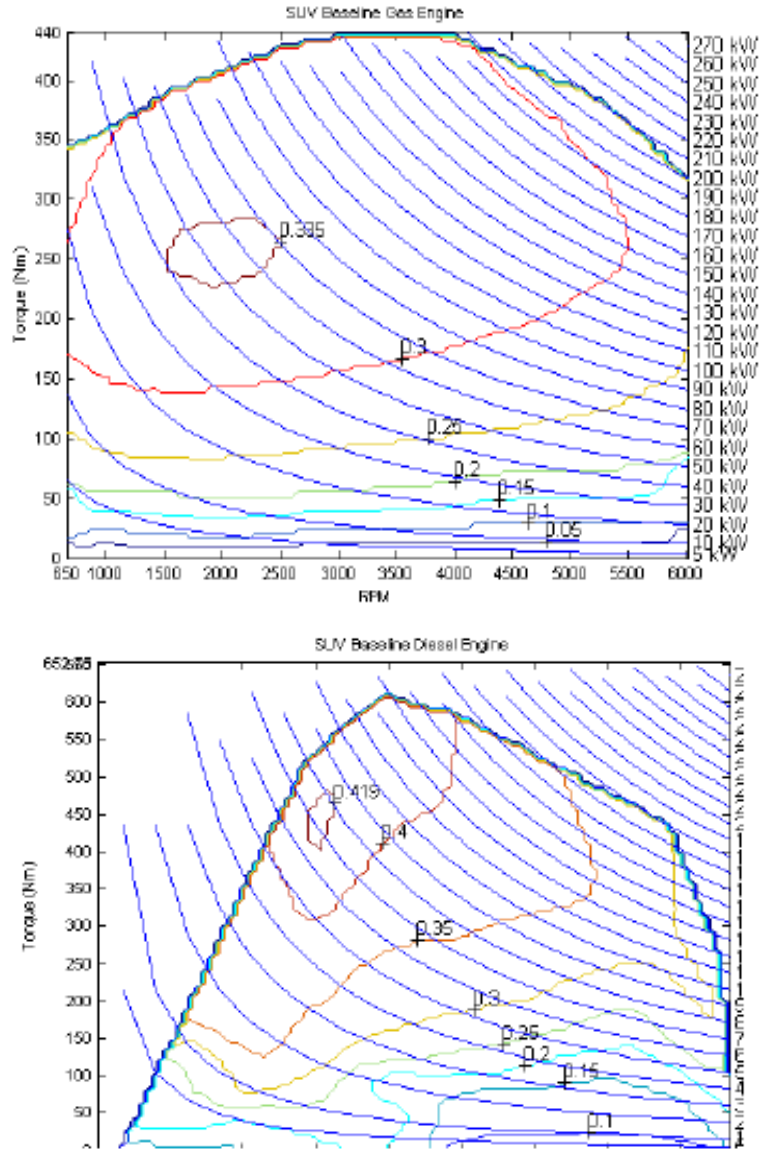 SUV Baseline Gas Engine
440
400
350
300
250
200
150
100
50
0
Torque (Nm)
0.395
0.3
0.25
0.2
0.15
0.1
0.05
270 kW
260 kW
250 kW
240 kW
230 kW
220 kW
210 kW
200 kW
190 kW
180 kW
170 kW
160 kW
150 kW
140 kW
130 kW
120 kW
110 kW
100 kW
90 kW
80 kW
70 kW
60 kW
50 kW
40 kW
30 kW
20 kW
10 kW
5 kW
650 1000 1500 2000 2500 3000 3500 4000 4500 5000 5500 6000
RPM
SUV Baseline Diesel Engine
600
550
500
450
400
350
300
250
200
150
100
50
0
Torque (Nm)
0.419
0.4
0.35
0.3
0.25
0.2
0.15
0.1